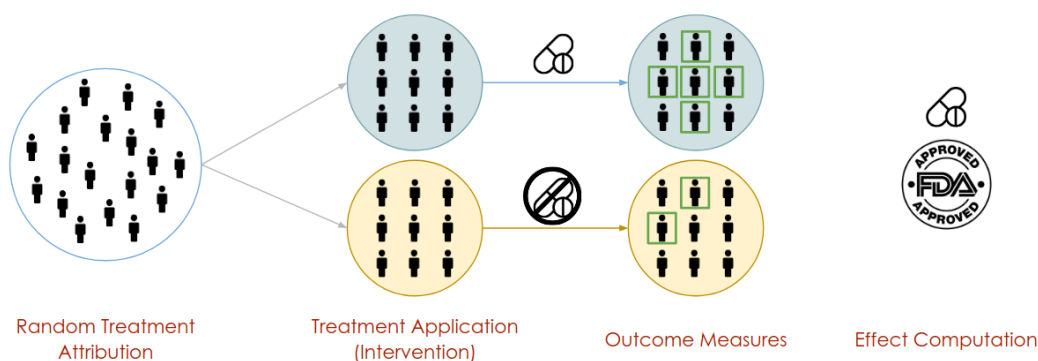 APPROVED
FDA
APPROVED
Random Treatment
Attribution
Treatment Application
(Intervention)
Outcome Measures
Effect Computation